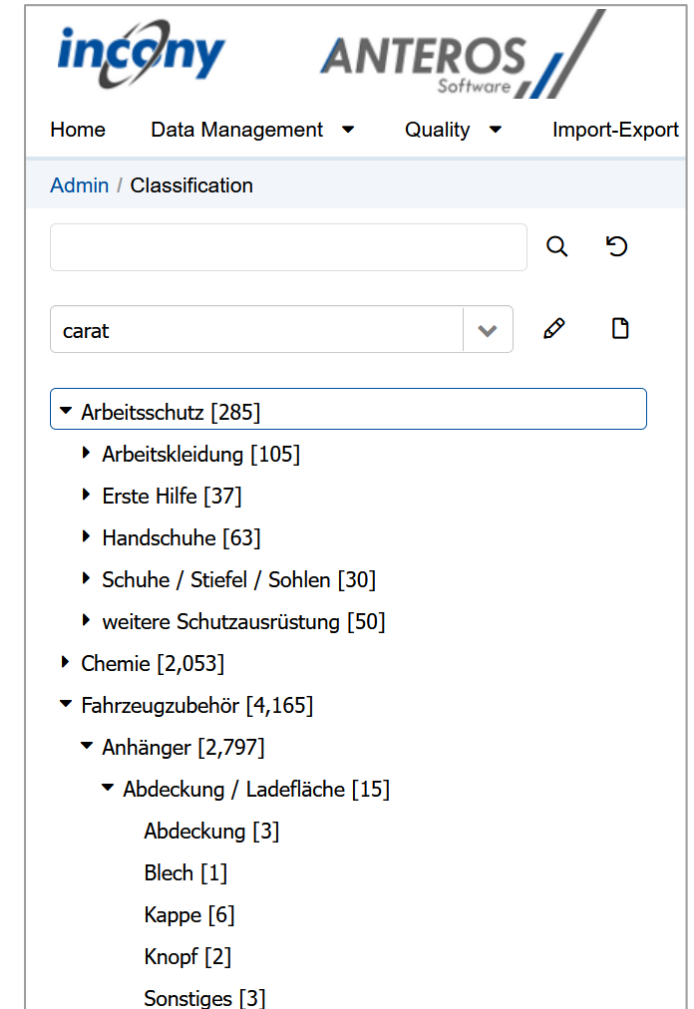 incony ANTEROS
Software
Home Data Management Quality Import-Export
Admin / Classification
carat
Arbeitsschutz [285]
Arbeitskleidung [105]
Erste Hilfe [37]
Handschuhe [63]
Schuhe / Stiefel / Sohlen [30]
weitere Schutzausrüstung [50]
Chemie [2,053]
Fahrzeugzubehör [4,165]
Anhänger [2,797]
Abdeckung / Ladefläche [15]
Abdeckung [3]
Blech [1]
Kappe [6]
Knopf [2]
Sonstiges [3]